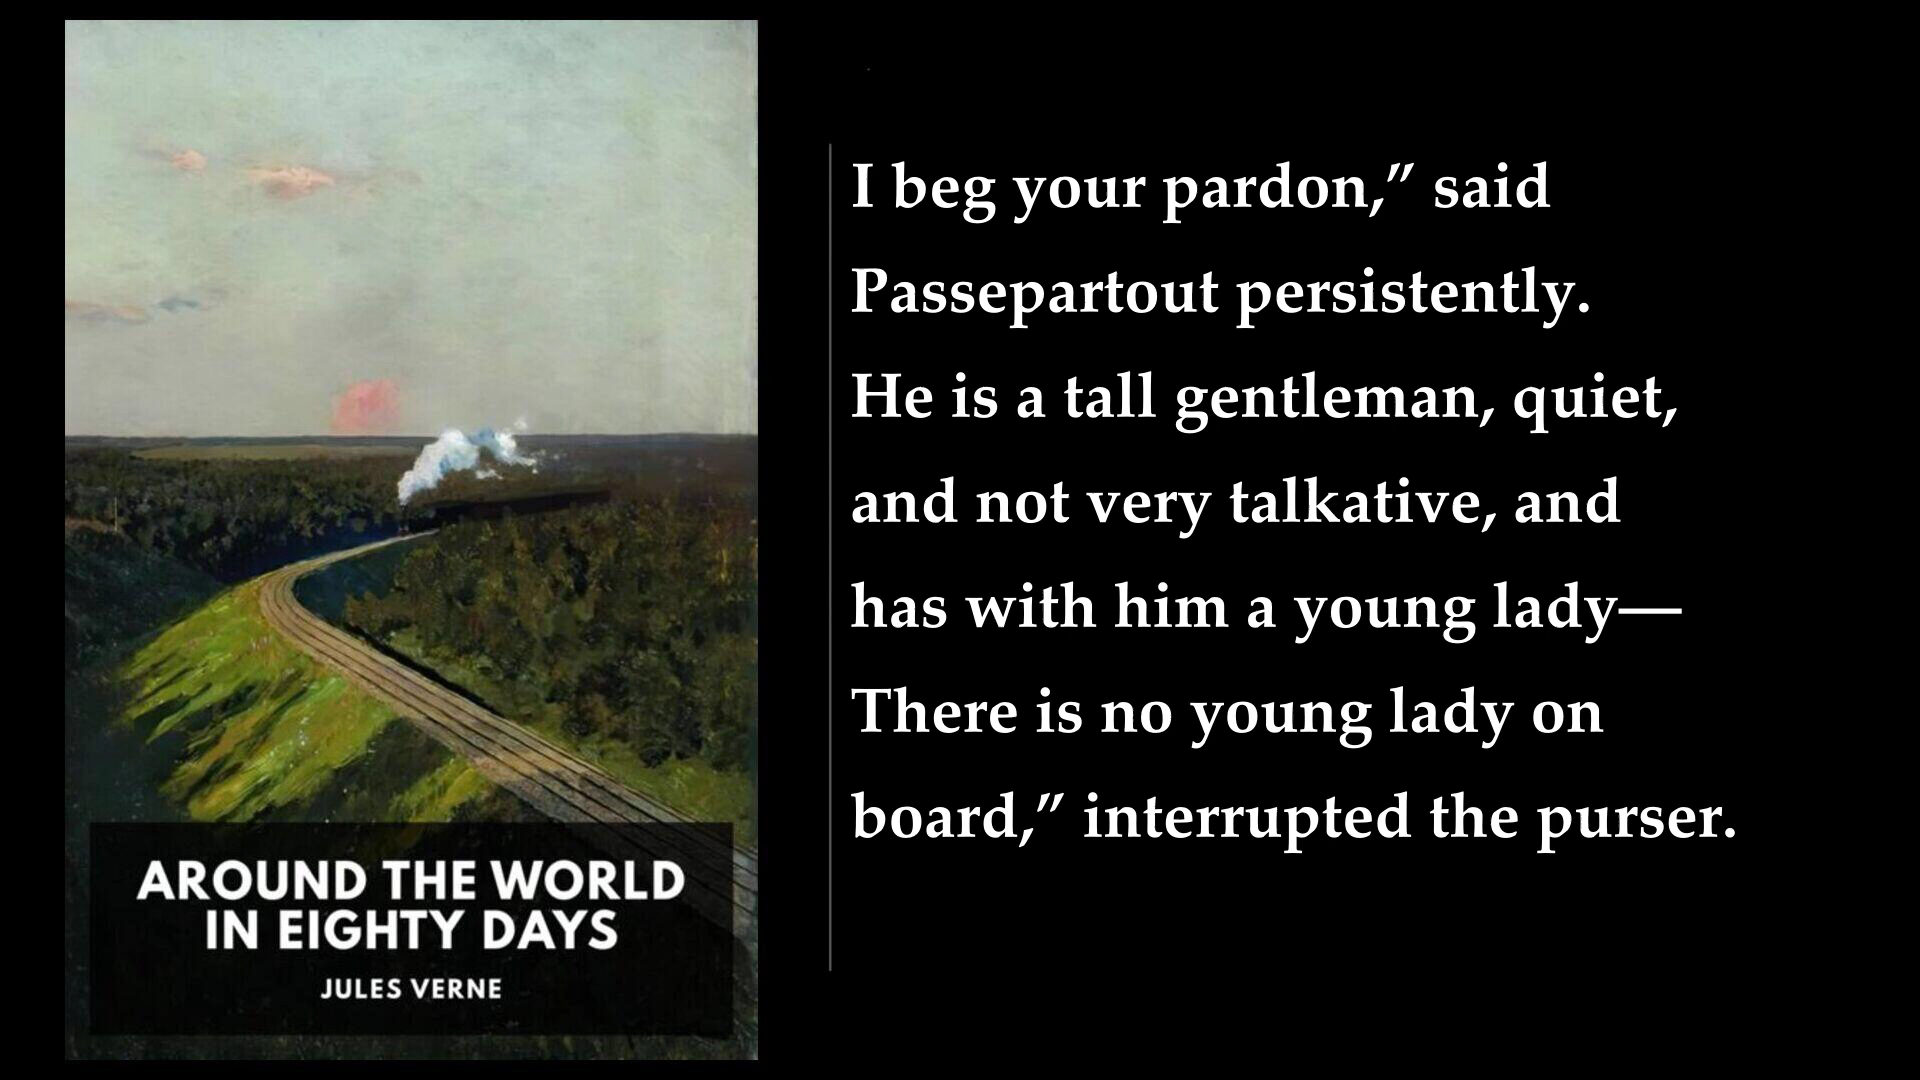 AROUND THE WORLD
IN EIGHTY DAYS
JULES VERNE
I beg your pardon,” said
Passepartout persistently.
He is a tall gentleman, quiet,
and not very talkative, and
has with him a young lady—
There is no young lady on
board,” interrupted the purser.